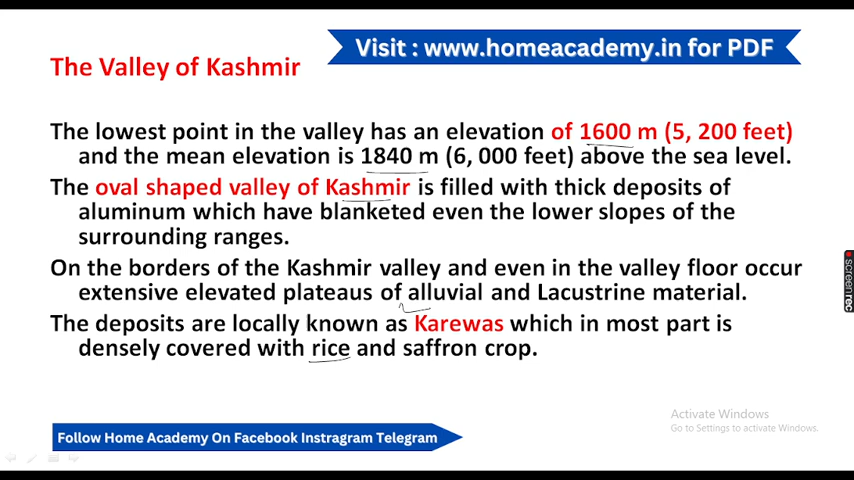 Visit : www.homeacademy.in for PDF
The Valley of Kashmir
The lowest point in the valley has an elevation of 1600 m (5, 200 feet)
and the mean elevation is 1840 m (6, 000 feet) above the sea level.
The oval shaped valley of Kashmir is filled with thick deposits of
aluminum which have blanketed even the lower slopes of the
surrounding ranges.
On the borders of the Kashmir valley and even in the valley floor occur
extensive elevated plateaus of alluvial and Lacustrine material.
The deposits are locally known as Karewas which in most part is
densely covered with rice and saffron crop.
Activate Windows
Go to Settings to activate Windows.
Follow Home Academy On Facebook Instragram Telegram
screenrec